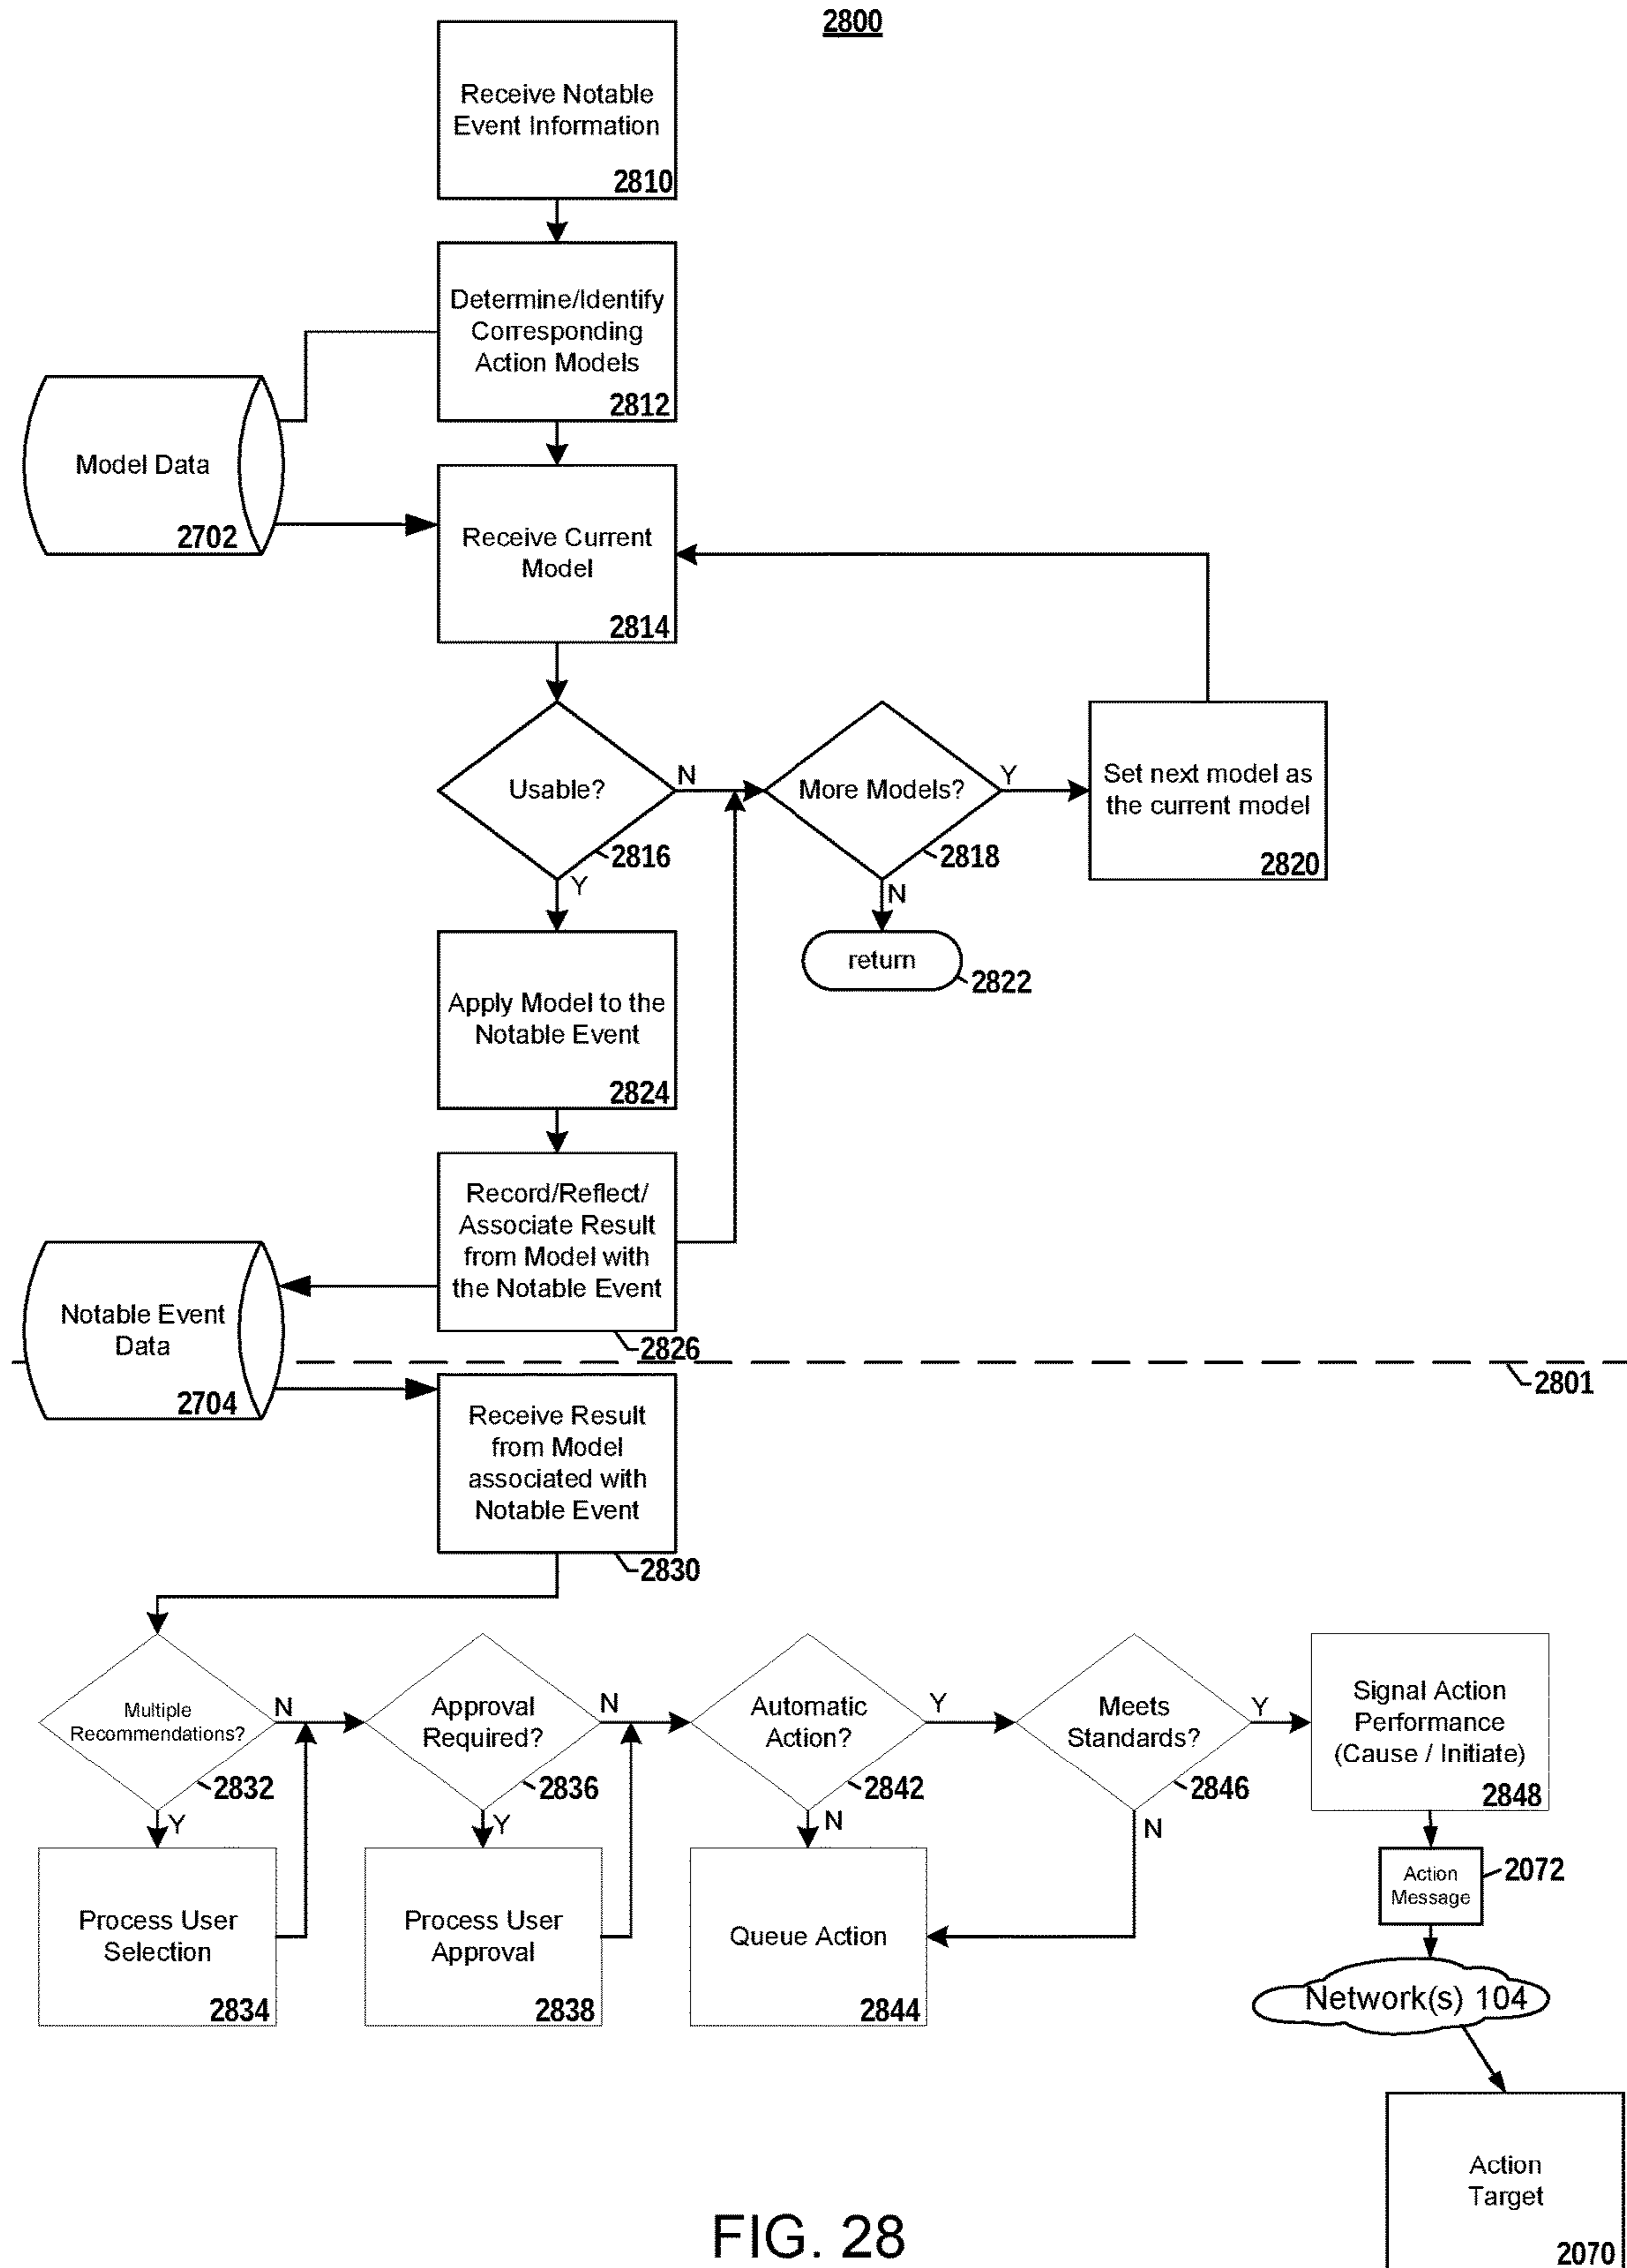 2800
Receive Notable
Event Information
2810
Determine/Identify
Corresponding
Action Models
2812
Model Data
2702
Receive Current
Model
2814
Usable?
N
2816
Y
More Models?
Y
2818
N
Set next model as
the current model
2820
return
2822
Apply Model to the
Notable Event
2824
Record/Reflect/
Associate Result
from Model with
the Notable Event
2826
Notable Event
Data
2704
2801
Receive Result
from Model
associated with
Notable Event
2830
Multiple
Recommendations?
N
2832
Y
Approval
Required?
N
2836
Y
Automatic
Action?
Y
2842
N
Meets
Standards?
Y
2846
N
Signal Action
Performance
(Cause / Initiate)
2848
Process User
Selection
2834
Process User
Approval
2838
Queue Action
2844
Action
Message
2072
Network(s) 104
Action
Target
2070
FIG. 28